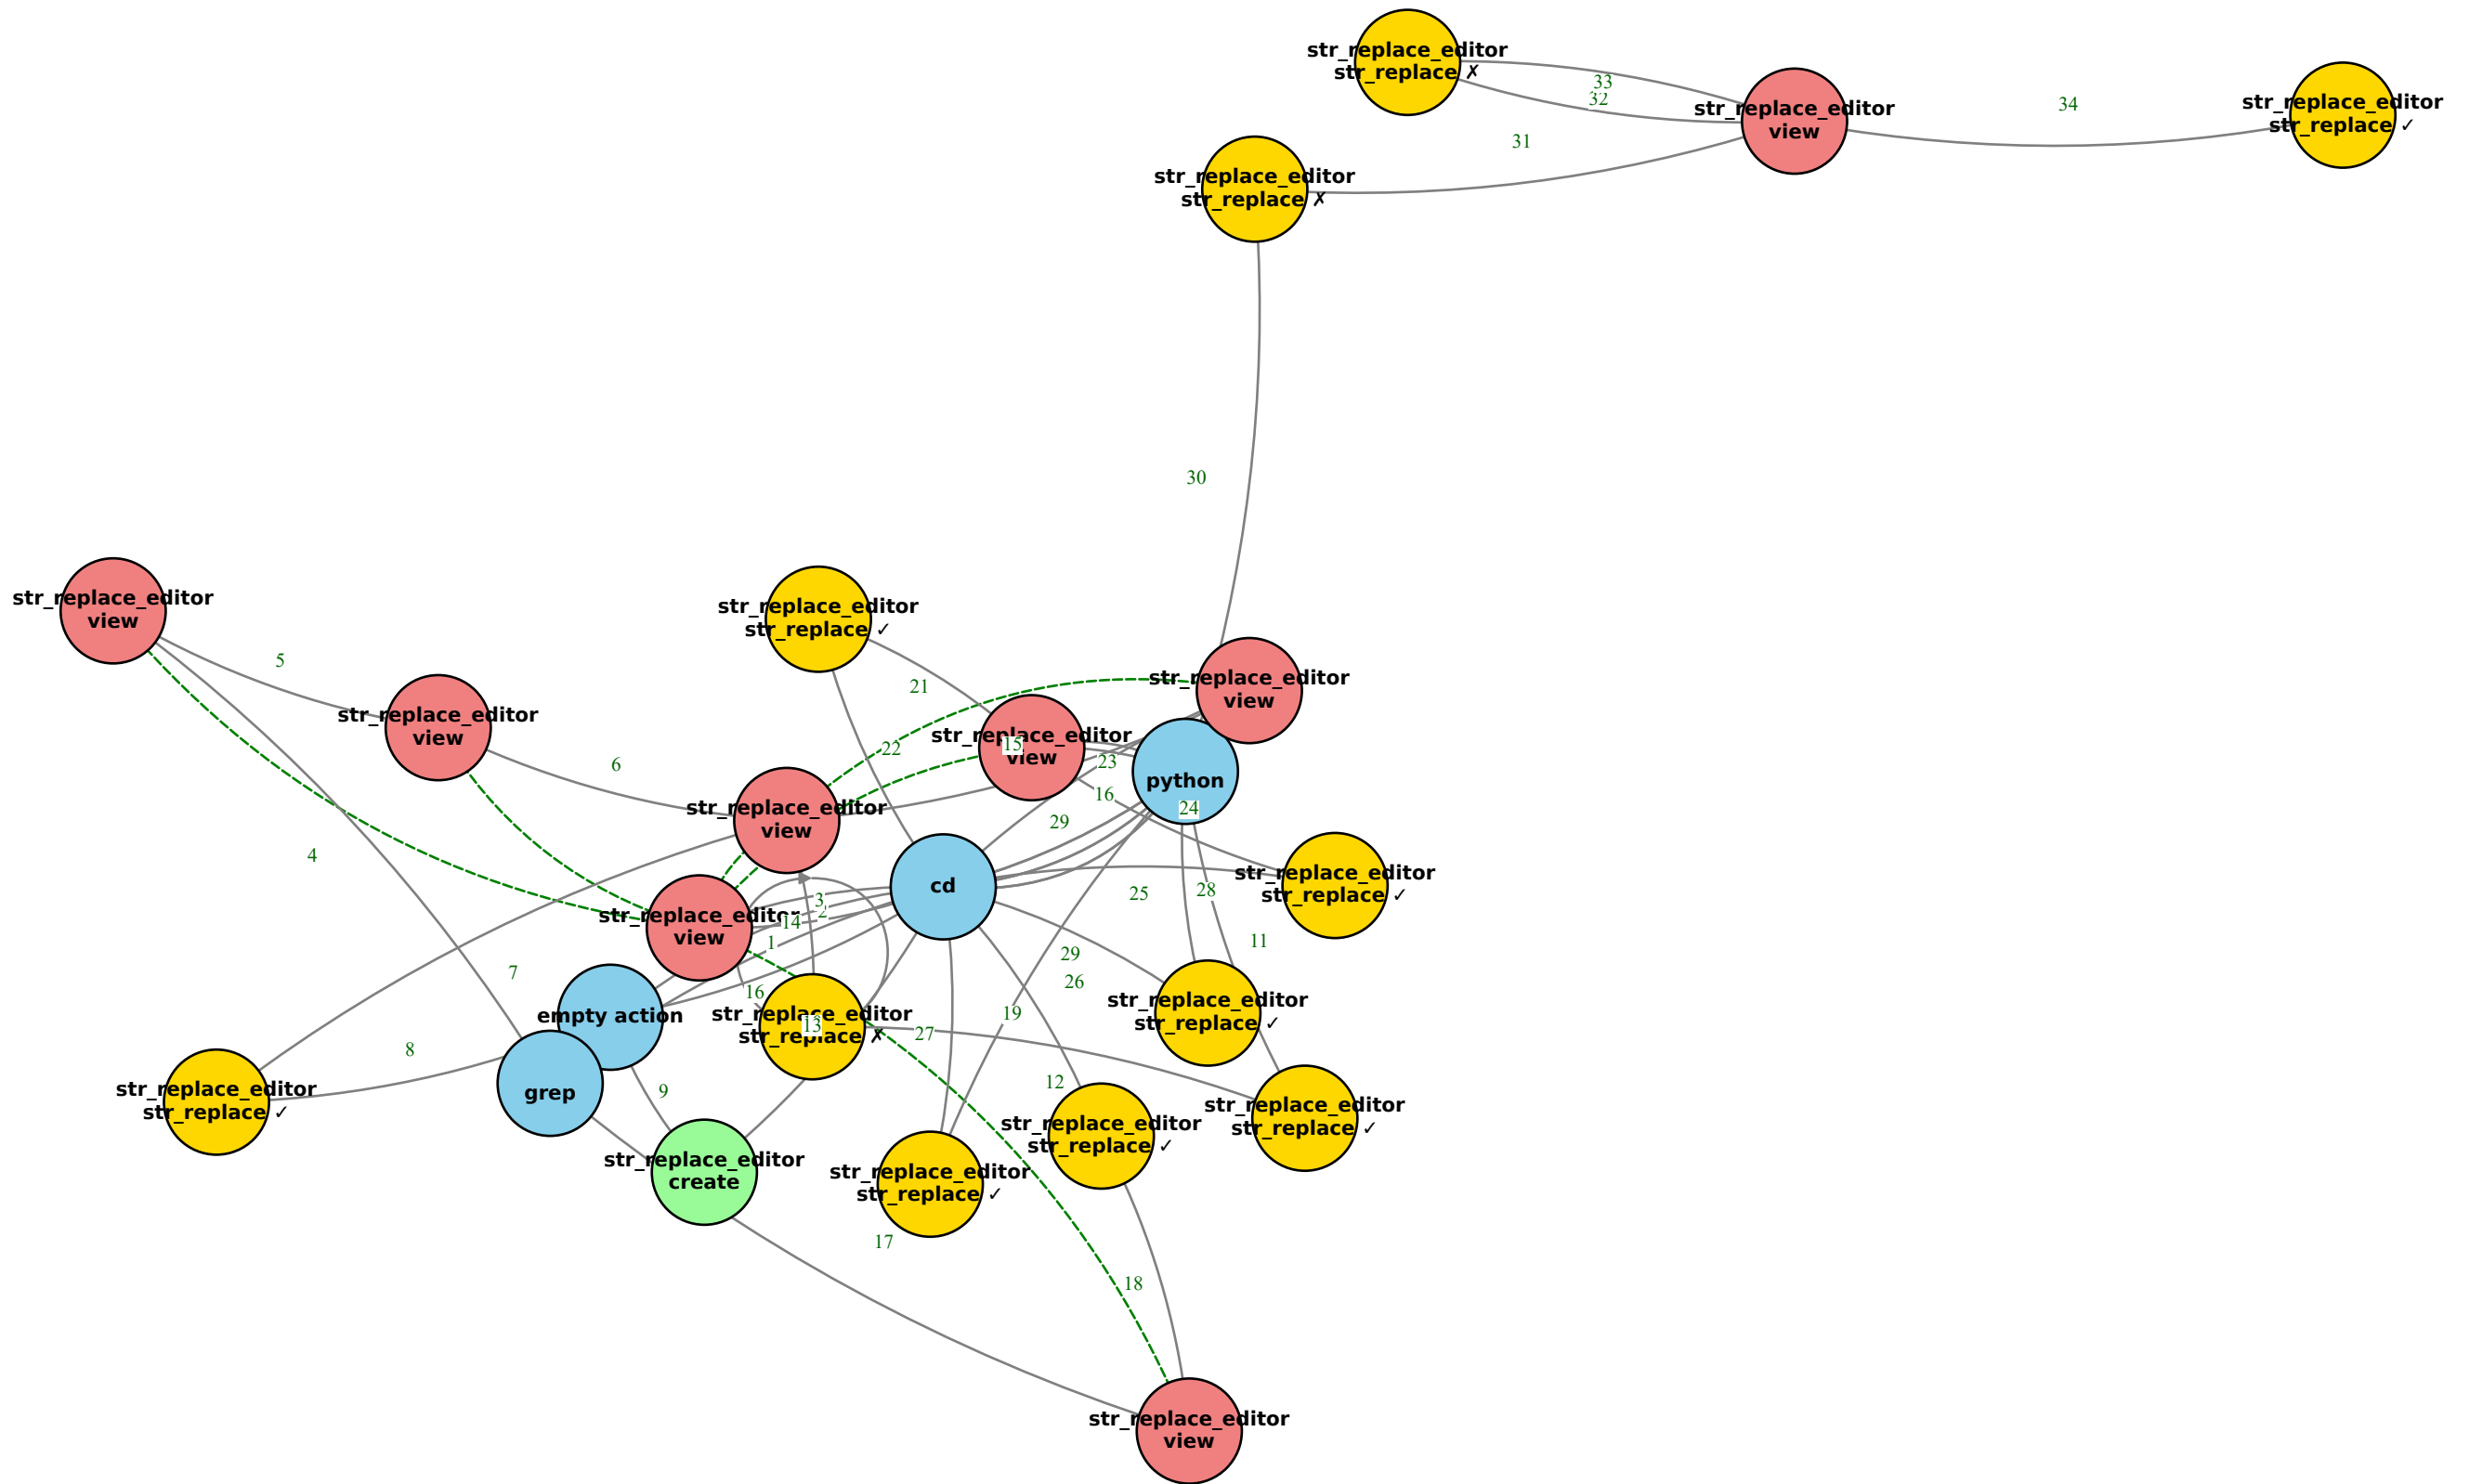 str_replace_editor
str_replace ✗
33
32
str_replace_editor
view
34
str_replace_editor
str_replace ✓
31
str_replace_editor
str_replace ✗
30
str_replace_editor
view
5
str_replace_editor
view
6
str_replace_editor
str_replace ✓
21
22
str_replace_editor
view
15
str_replace_editor
view
23
python
16
24
29
str_replace_editor
view
4
cd
str_replace_editor
str_replace ✓
25
28
3
2
14
1
str_replace_editor
view
11
29
26
7
16
empty action
str_replace_editor
str_replace ✗
13
19
27
str_replace_editor
str_replace ✓
8
9
12
grep
str_replace_editor
str_replace ✓
str_replace_editor
create
str_replace_editor
str_replace ✓
str_replace_editor
str_replace ✓
str_replace_editor
str_replace ✓
17
18
str_replace_editor
view